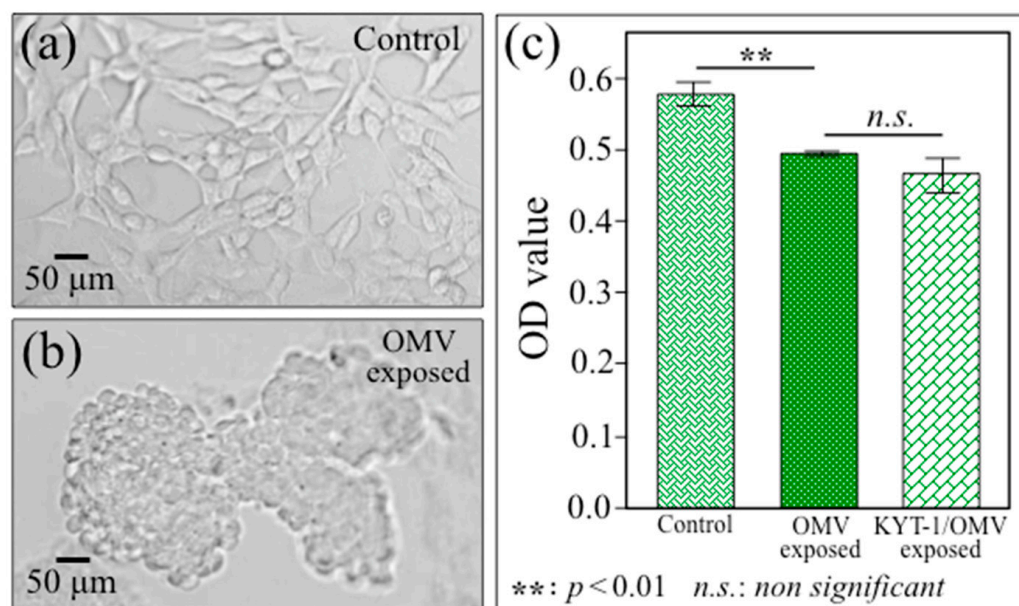 (a)
Control
50 µm
(b)
OMV
exposed
50 µm
(c)
**
n.s.
OD value
0.6
0.5
0.4
0.3
0.2
0.1
0.0
Control
OMV
exposed
KYT-1/OMV
exposed
**: p < 0.01 n.s.: non significant